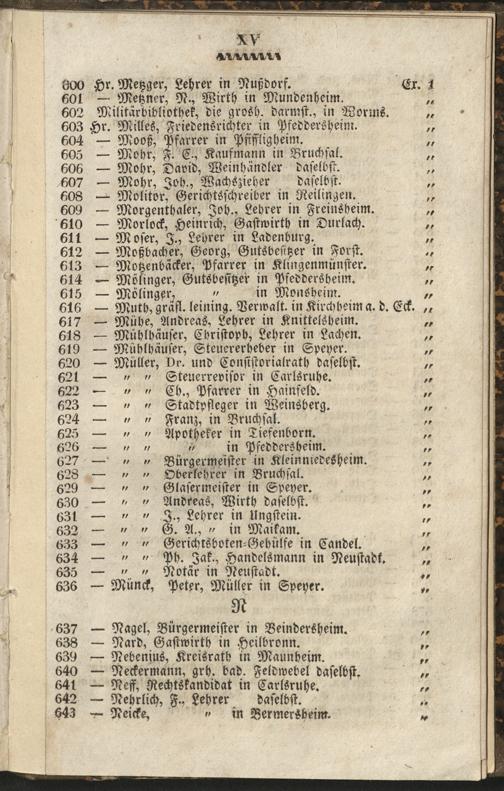 XV
600 Hr. Metzger, Lehrer in Nußdorf. Ex. 1
601 — Metzner, N., Wirth in Mundenheim. „
602 Militärbibliothek, die grosh. darmst., in Worms. „
603 Hr. Milles, Friedensrichter in Pfeddersheim. „
604 — Mooß, Pfarrer in Pfiffligheim. „
605 — Mohr, F. C., Kaufmann in Bruchsal. „
606 — Mohr, David, Weinhändler daselbst. „
607 — Mohr, Joh., Wachszieher daselbst. „
608 — Molitor, Gerichtsschreiber in Reilingen. „
609 — Morgenthaler, Joh., Lehrer in Freinsheim. „
610 — Morlock, Heinrich, Gastwirth in Durlach. „
611 — Moser, J., Lehrer in Ladenburg. „
612 — Moßbacher, Georg, Gutsbesitzer in Forst. „
613 — Motzenbäcker, Pfarrer in Klingenmünster. „
614 — Mölinger, Gutsbesitzer in Pfeddersheim. „
615 — Mölinger, „ in Monsheim. „
616 — Muth, gräfl. leining. Verwalt. in Kirchheim a. d. Eck. „
617 — Mühe, Andreas, Lehrer in Knittelsheim. „
618 — Mühlhäuser, Christoph, Lehrer in Lachen. „
619 — Mühlhäuser, Steuererheber in Speyer. „
620 — Müller, Dr. und Consistorialrath daselbst. „
621 — „ „ Steuerrevisor in Carlsruhe. „
622 — „ „ Ch., Pfarrer in Hainfeld. „
623 — „ „ Stadtpfleger in Weinsberg. „
624 — „ „ Franz, in Bruchsal. „
625 — „ „ Apotheker in Tiefenborn. „
626 — „ „ „ in Pfeddersheim. „
627 — „ „ Bürgermeister in Kleinniedesheim. „
628 — „ „ Oberlehrer in Bruchsal. „
629 — „ „ Glasermeister in Speyer. „
630 — „ „ Andreas, Wirth daselbst. „
631 — „ „ J., Lehrer in Ungstein. „
632 — „ „ G. A., „ in Maikam. „
633 — „ „ Gerichtsboten-Gehülfe in Candel. „
634 — „ „ Ph. Jak., Handelsmann in Neustadt. „
635 — „ „ Notär in Neustadt. „
636 — Münck, Peter, Müller in Speyer. „
N
637 — Nagel, Bürgermeister in Beindersheim. „
638 — Nard, Gastwirth in Heilbronn. „
639 — Nebenius, Kreisrath in Maunheim. „
640 — Neckermann, grh. bad. Feldwebel daselbst. „
641 — Neff, Rechtskandidat in Carlsruhe. „
642 — Nehrlich, F., Lehrer daselbst. „
643 — Neicke, „ in Bermersheim. „